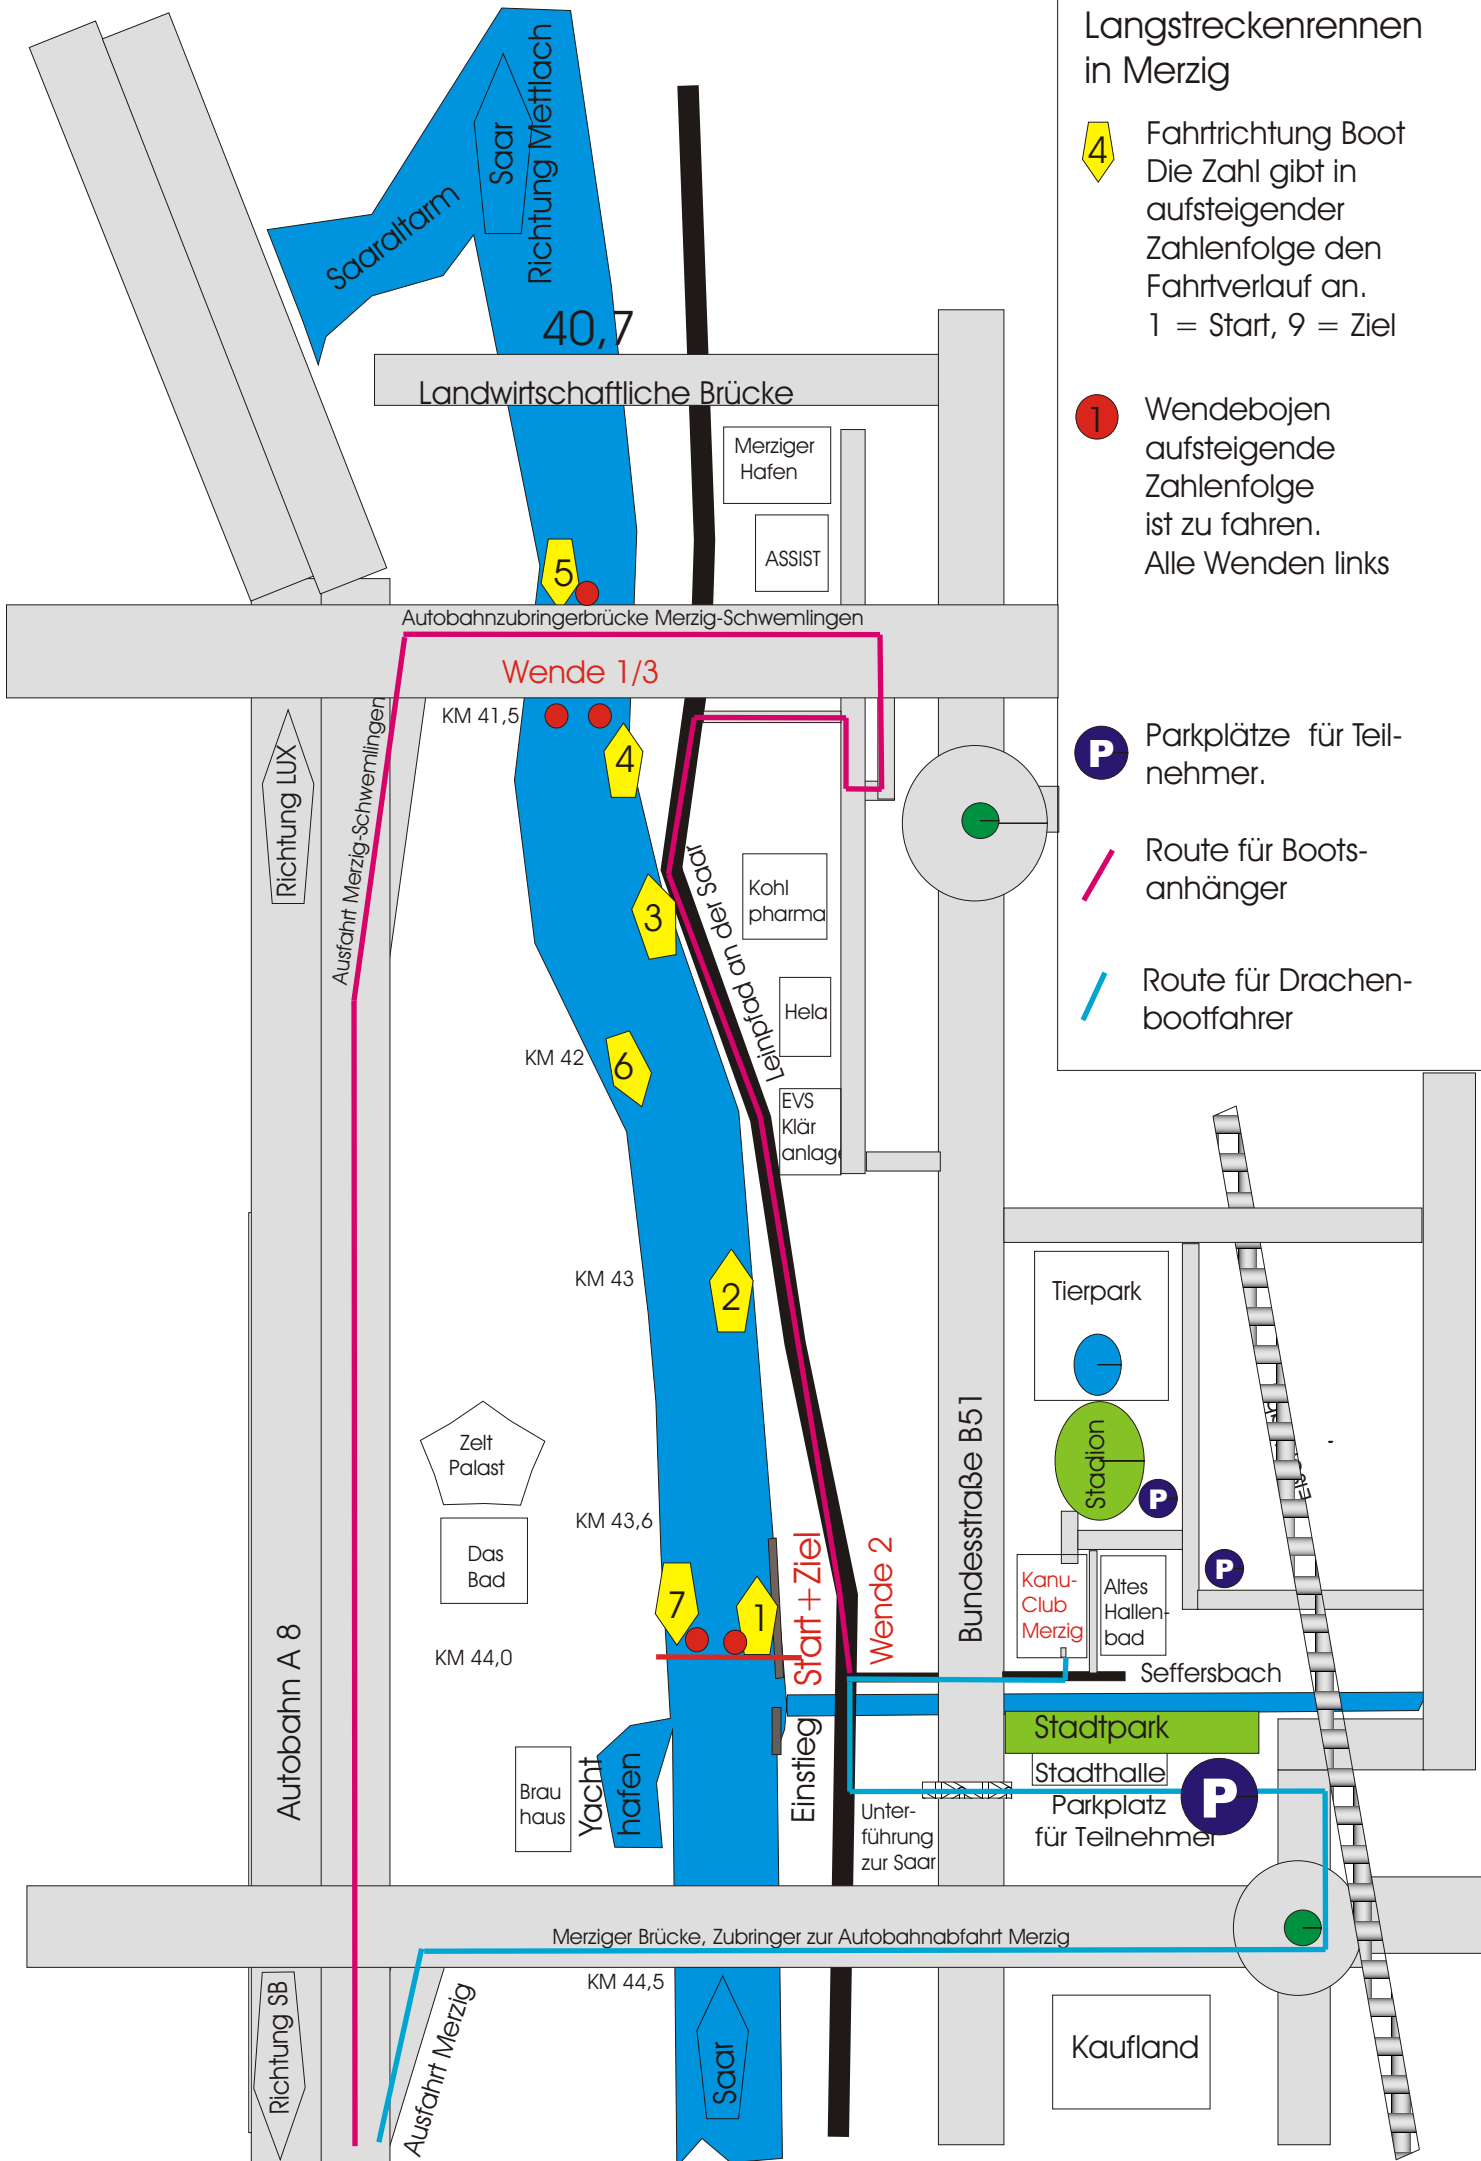 Langstreckenrennen
in Merzig
4
Fahrtrichtung Boot
Die Zahl gibt in
aufsteigender
Zahlenfolge den
Fahrtverlauf an.
1 = Start, 9 = Ziel
1
Wendebojen
aufsteigende
Zahlenfolge
ist zu fahren.
Alle Wenden links
P
Parkplätze für Teil-
nehmer.
Route für Boots-
anhänger
Route für Drachen-
bootfahrer
Saar
Richtung Mettlach
Saaraltarm
40,7
Landwirtschaftliche Brücke
Merziger
Hafen
ASSIST
5
Autobahnzubringerbrücke Merzig-Schwemlingen
Wende 1/3
KM 41,5
4
Richtung LUX
Ausfahrt Merzig-Schwemlingen
3
Leinpfad an der Saar
Kohl
pharma
Hela
KM 42
6
EVS
Klär
anlage
KM 43
2
Tierpark
Stadion
P
Zelt
Palast
KM 43,6
Das
Bad
7
1
Start+Ziel
Wende 2
Bundesstraße B51
Kanu-
Club
Merzig
Altes
Hallen-
bad
P
KM 44,0
Seffersbach
Autobahn A 8
Stadtpark
Einstieg
Brau
haus
Yacht
hafen
Stadthalle
Parkplatz
für Teilnehmer
P
Unter-
führung
zur Saar
Merziger Brücke, Zubringer zur Autobahnabfahrt Merzig
KM 44,5
Richtung SB
Ausfahrt Merzig
Saar
Kaufland